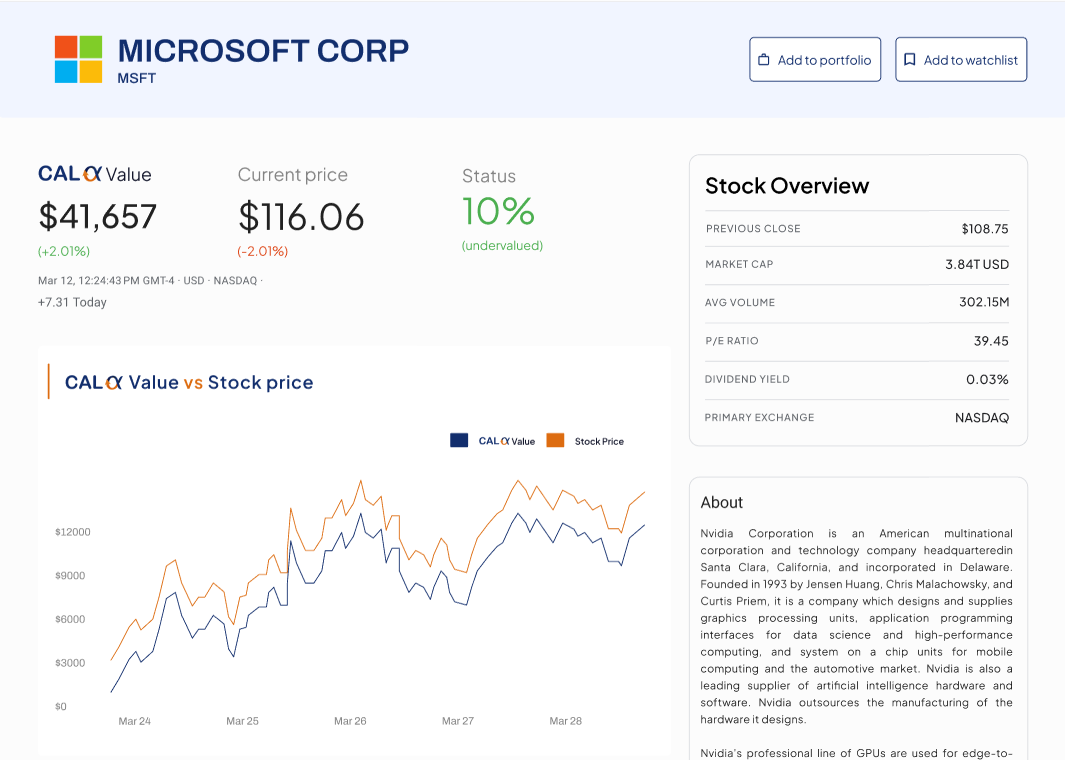 MICROSOFT CORP
MSFT
Add to portfolio
Add to watchlist
CALα Value
$41,657
(+2.01%)
Current price
$116.06
(-2.01%)
Status
10%
(undervalued)
Mar 12, 12:24:43 PM GMT-4 · USD · NASDAQ ·
+7.31 Today
CALα Value vs Stock price
CALα Value
Stock Price
$12000
$9000
$6000
$3000
$0
Mar 24
Mar 25
Mar 26
Mar 27
Mar 28
Stock Overview
PREVIOUS CLOSE
$108.75
MARKET CAP
3.84T USD
AVG VOLUME
302.15M
P/E RATIO
39.45
DIVIDEND YIELD
0.03%
PRIMARY EXCHANGE
NASDAQ
About
Nvidia Corporation is an American multinational
corporation and technology company headquarteredin
Santa Clara, California, and incorporated in Delaware.
Founded in 1993 by Jensen Huang, Chris Malachowsky, and
Curtis Priem, it is a company which designs and supplies
graphics processing units, application programming
interfaces for data science and high-performance
computing, and system on a chip units for mobile
computing and the automotive market. Nvidia is also a
leading supplier of artificial intelligence hardware and
software. Nvidia outsources the manufacturing of the
hardware it designs.
Nvidia's professional line of GPUs are used for edge-to-